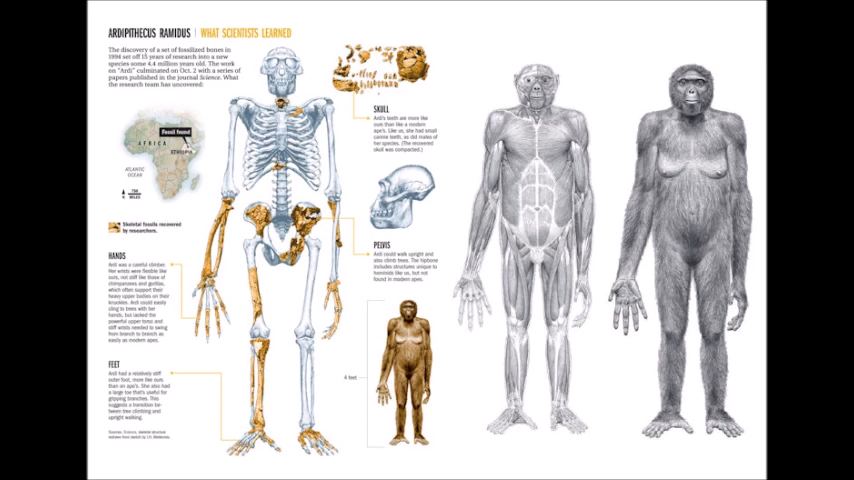 ARDIPITHECUS RAMIDUS | WHAT SCIENTISTS LEARNED
The discovery of a set of fossilized bones in
1994 set off 15 years of research into a new
species some 4.4 million years old. The work
on "Ardi" culminated on Oct. 2 with a series of
papers published in the journal Science. What
the research team has uncovered:
Fossil found
AFRICA
ETHIOPIA
ATLANTIC
OCEAN
N
750
MILES
Skeletal fossils recovered
by researchers.
HANDS
Ardi was a careful climber.
Her wrists were flexible like
ours, not stiff like those of
chimpanzees and gorillas,
which often support their
heavy upper bodies on their
knuckles. Ardi could easily
cling to trees with her
hands, but lacked the
powerful upper torso and
stiff wrists needed to swing
from branch to branch as
easily as modern apes.
FEET
Ardi had a relatively stiff
outer foot, more like ours
than an ape's. She also had
a large toe that's useful for
gripping branches. This
suggests a transition be-
tween tree climbing and
upright walking.
Sources: Science, skeletal structure
redrawn from sketch by J.H. Matternes.
SKULL
Ardi's teeth are more like
ours than like a modern
ape's. Like us, she had small
canine teeth, as did males of
her species. (The recovered
skull was compacted.)
PELVIS
Ardi could walk upright and
also climb trees. The hipbone
includes structures unique to
hominids like us, but not
found in modern apes.
4 feet